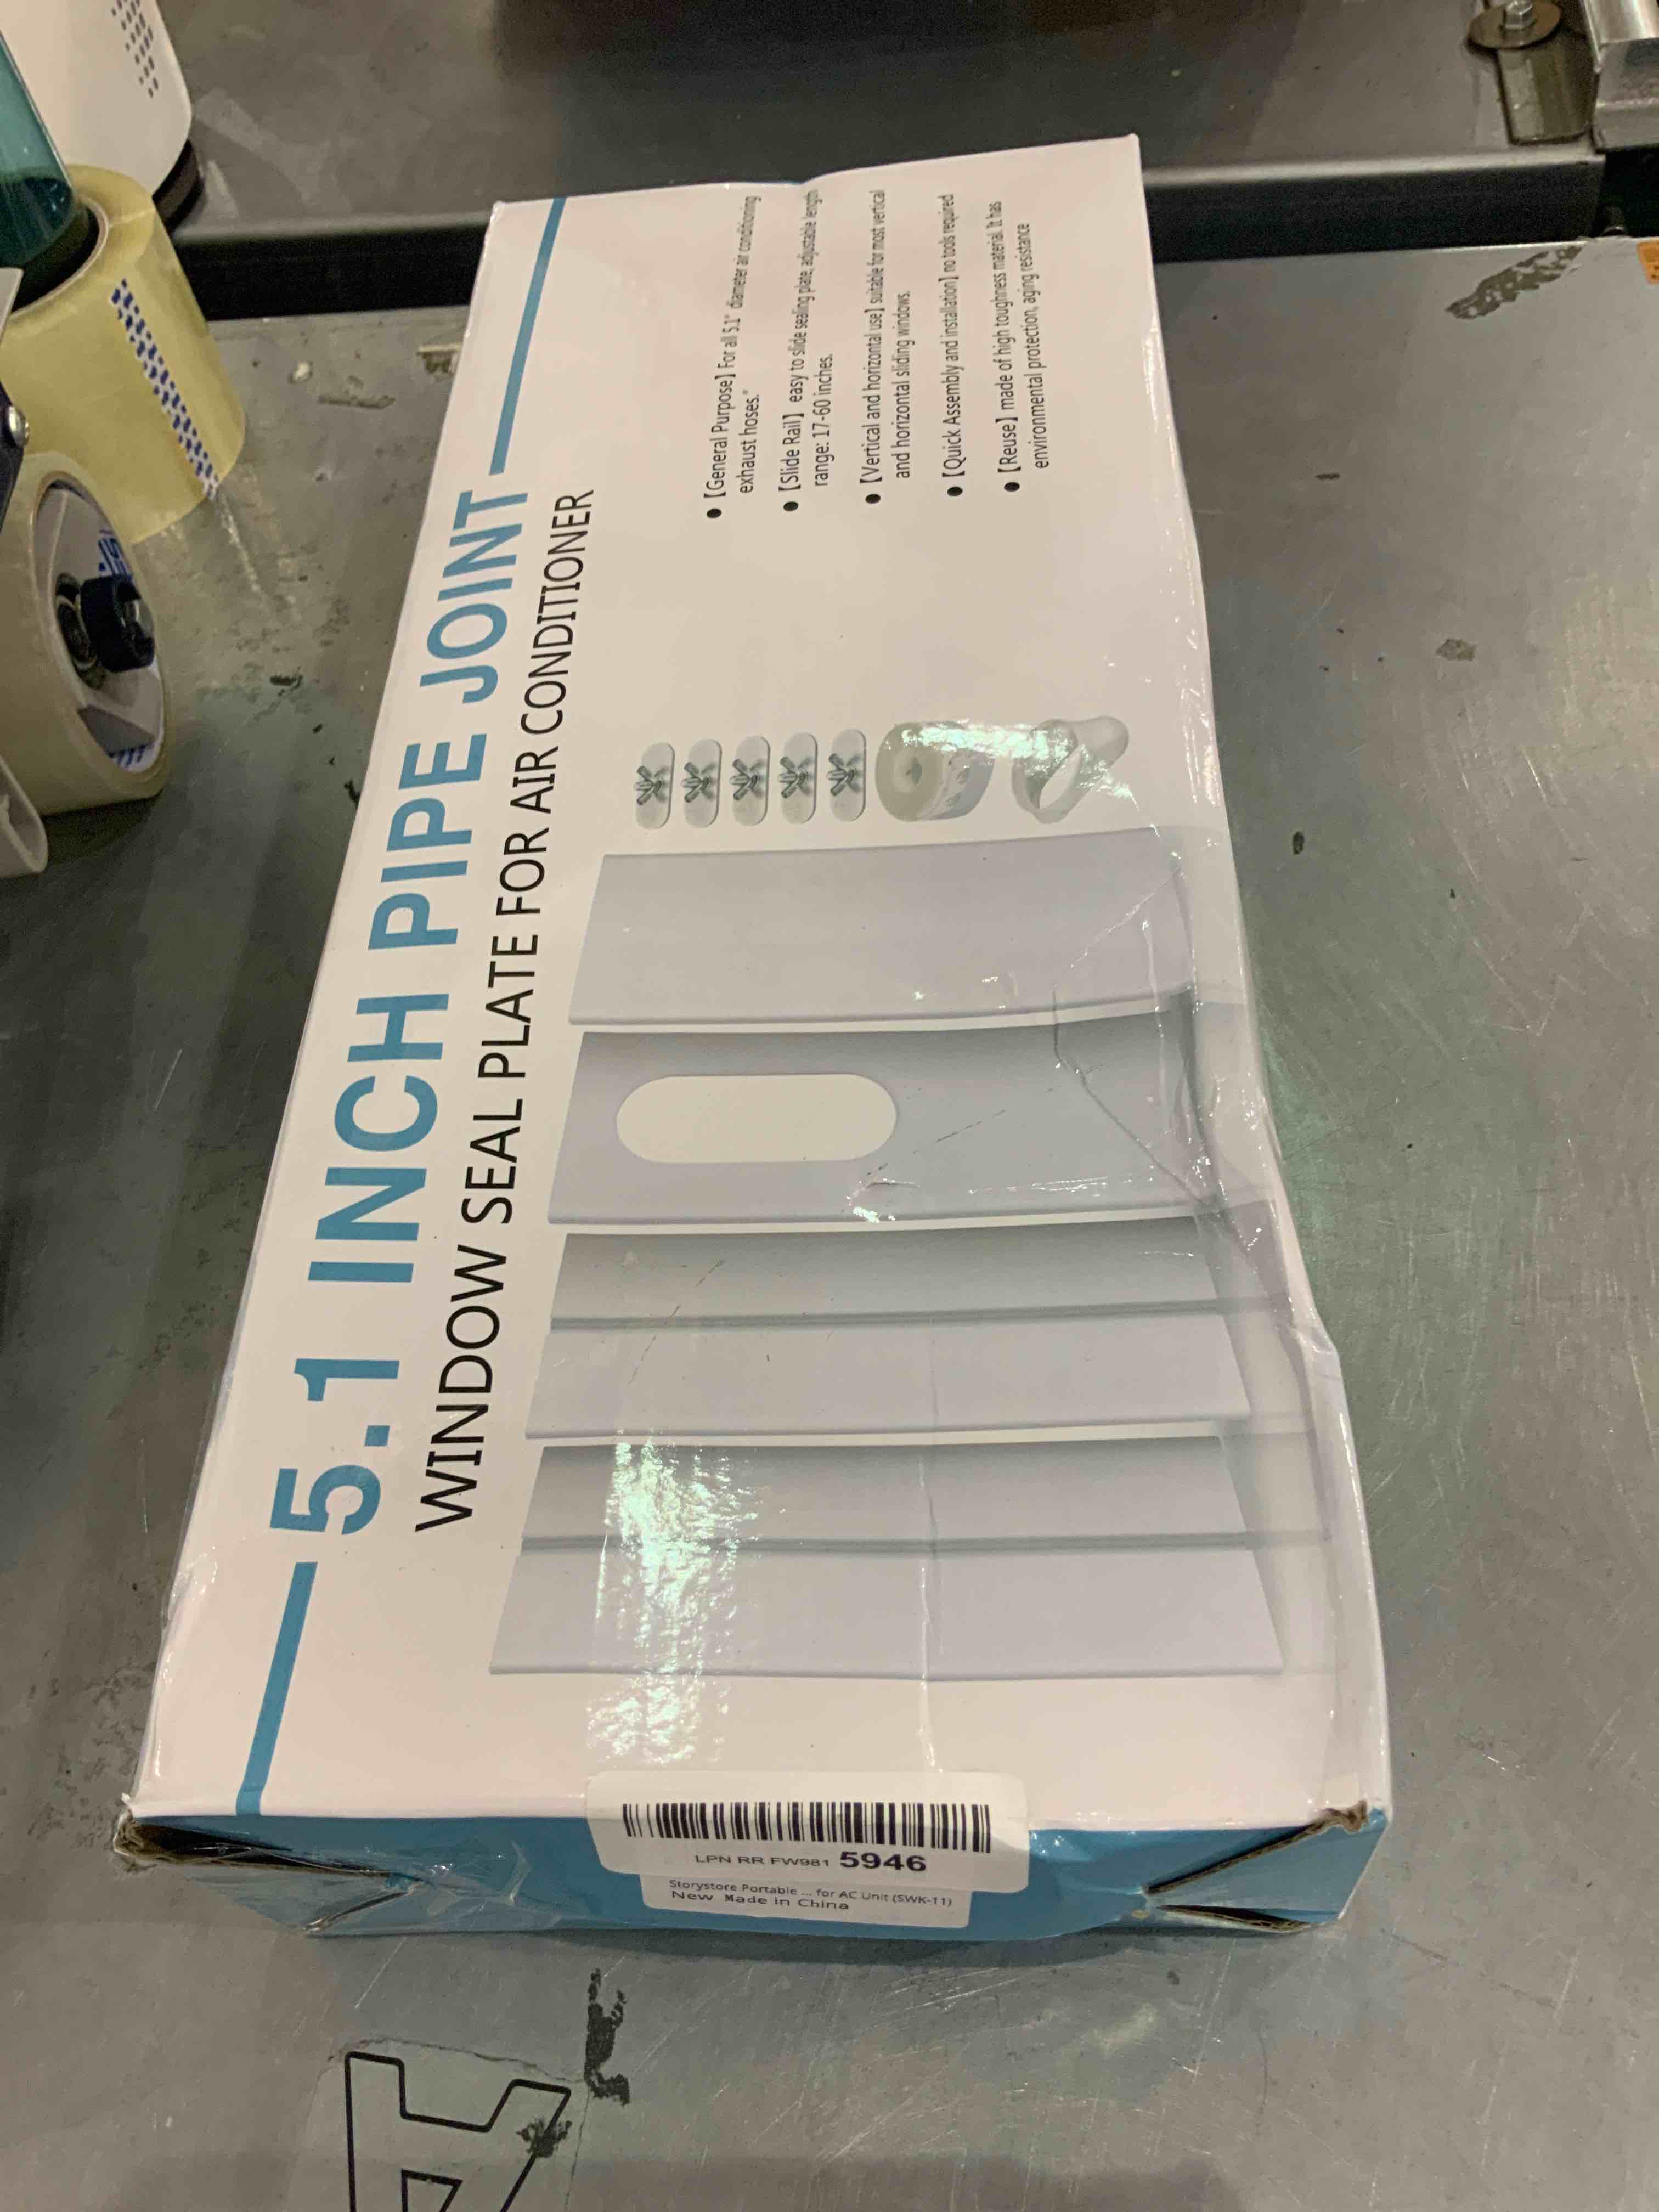 5.1 INCH PIPE JOINT
WINDOW SEAL PLATE FOR AIR CONDITIONER
● 【General Purpose】 For all 5.1" diameter air conditioning
exhaust hoses."
● 【Slide Rail】 easy to slide sealing plate, adjustable length
range: 17-60 inches.
● 【Vertical and horizontal use】 suitable for most vertical
and horizontal sliding windows.
● 【Quick Assembly and installation】 no tools required
● 【Reuse】 made of high toughness material. It has
environmental protection, aging resistance
LPN RR FW981 5946
Storystore Portable ... for AC Unit (SWK-11)
New Made in China